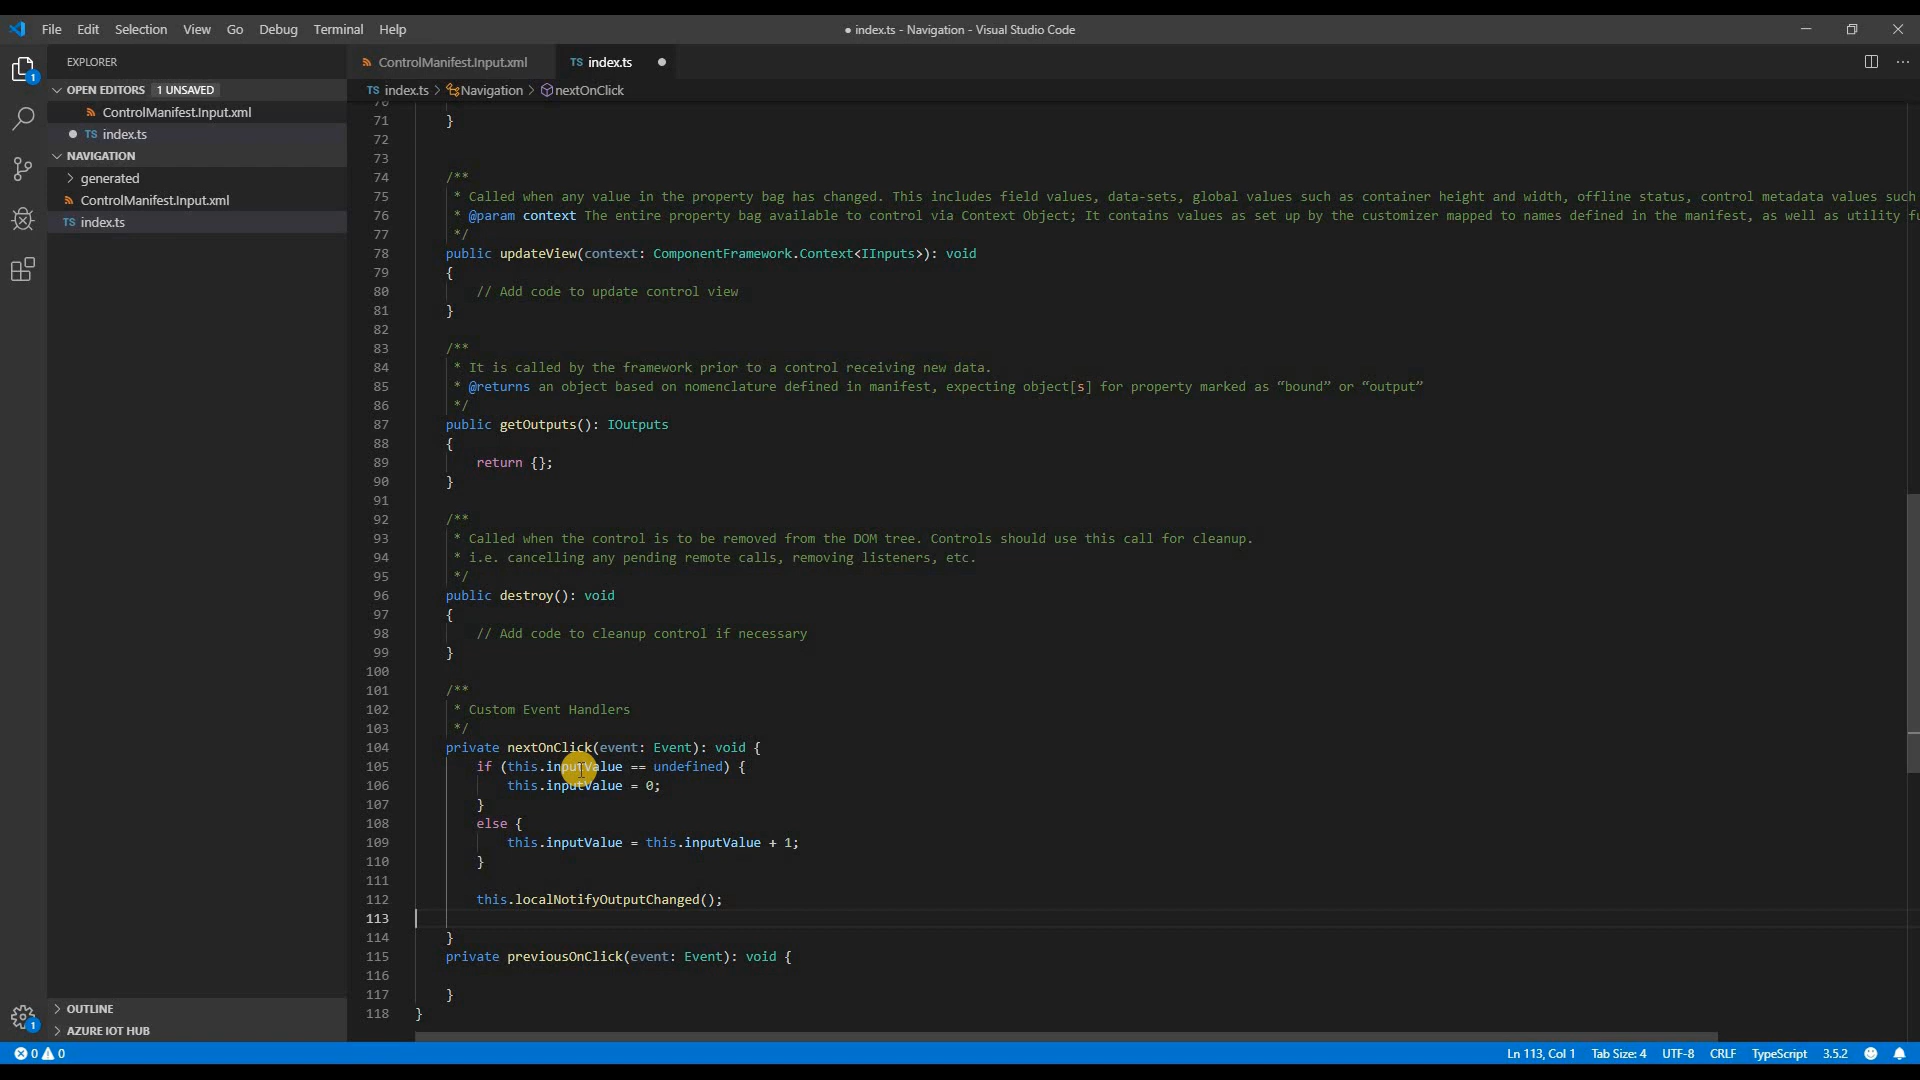 File Edit Selection View Go Debug Terminal Help
● index.ts - Navigation - Visual Studio Code
EXPLORER
OPEN EDITORS 1 UNSAVED
ControlManifest.Input.xml
TS index.ts
NAVIGATION
generated
ControlManifest.Input.xml
TS index.ts
OUTLINE
AZURE IOT HUB
1
1
ControlManifest.Input.xml TS index.ts
TS index.ts > Navigation > nextOnClick
71 }
72
73
74 /**
75 * Called when any value in the property bag has changed. This includes field values, data-sets, global values such as container height and width, offline status, control metadata values such
76 * @param context The entire property bag available to control via Context Object; It contains values as set up by the customizer mapped to names defined in the manifest, as well as utility fu
77 */
78 public updateView(context: ComponentFramework.Context<IInputs>): void
79 {
80 // Add code to update control view
81 }
82
83 /**
84 * It is called by the framework prior to a control receiving new data.
85 * @returns an object based on nomenclature defined in manifest, expecting object[s] for property marked as “bound” or “output”
86 */
87 public getOutputs(): IOutputs
88 {
89 return {};
90 }
91
92 /**
93 * Called when the control is to be removed from the DOM tree. Controls should use this call for cleanup.
94 * i.e. cancelling any pending remote calls, removing listeners, etc.
95 */
96 public destroy(): void
97 {
98 // Add code to cleanup control if necessary
99 }
100
101 /**
102 * Custom Event Handlers
103 */
104 private nextOnClick(event: Event): void {
105 if (this.inputValue == undefined) {
106 this.inputValue = 0;
107 }
108 else {
109 this.inputValue = this.inputValue + 1;
110 }
111
112 this.localNotifyOutputChanged();
113
114 }
115 private previousOnClick(event: Event): void {
116
117 }
118 }
0 0
Ln 113, Col 1 Tab Size: 4 UTF-8 CRLF TypeScript 3.5.2